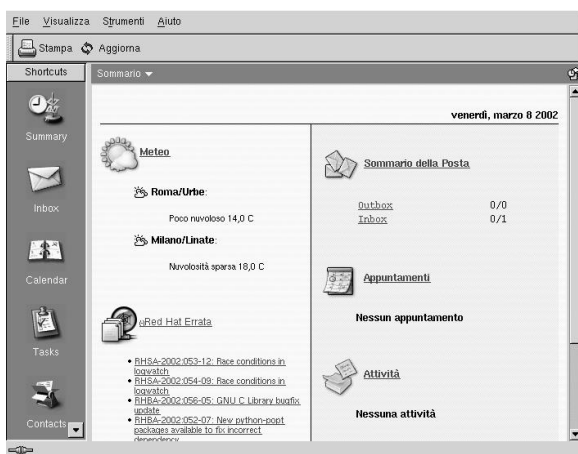 File Visualizza Strumenti Aiuto
Stampa Aggiorna
Shortcuts
Summary
Inbox
Calendar
Tasks
Contacts
Sommario
venerdì, marzo 8 2002
Meteo
Roma/Urbe:
Poco nuvoloso 14,0 C
Milano/Linate:
Nuvolosità sparsa 18,0 C
Red Hat Errata
• RHSA-2002:053-12: Race conditions in
logwatch
• RHSA-2002:054-09: Race conditions in
logwatch
• RHBA-2002:056-05: GNU C Library bugfix
update
• RHBA-2002:052-07: New python-popt
packages available to fix incorrect
dependency
Sommario della Posta
Outbox 0/0
Inbox 0/1
Appuntamenti
Nessun appuntamento
Attività
Nessuna attività